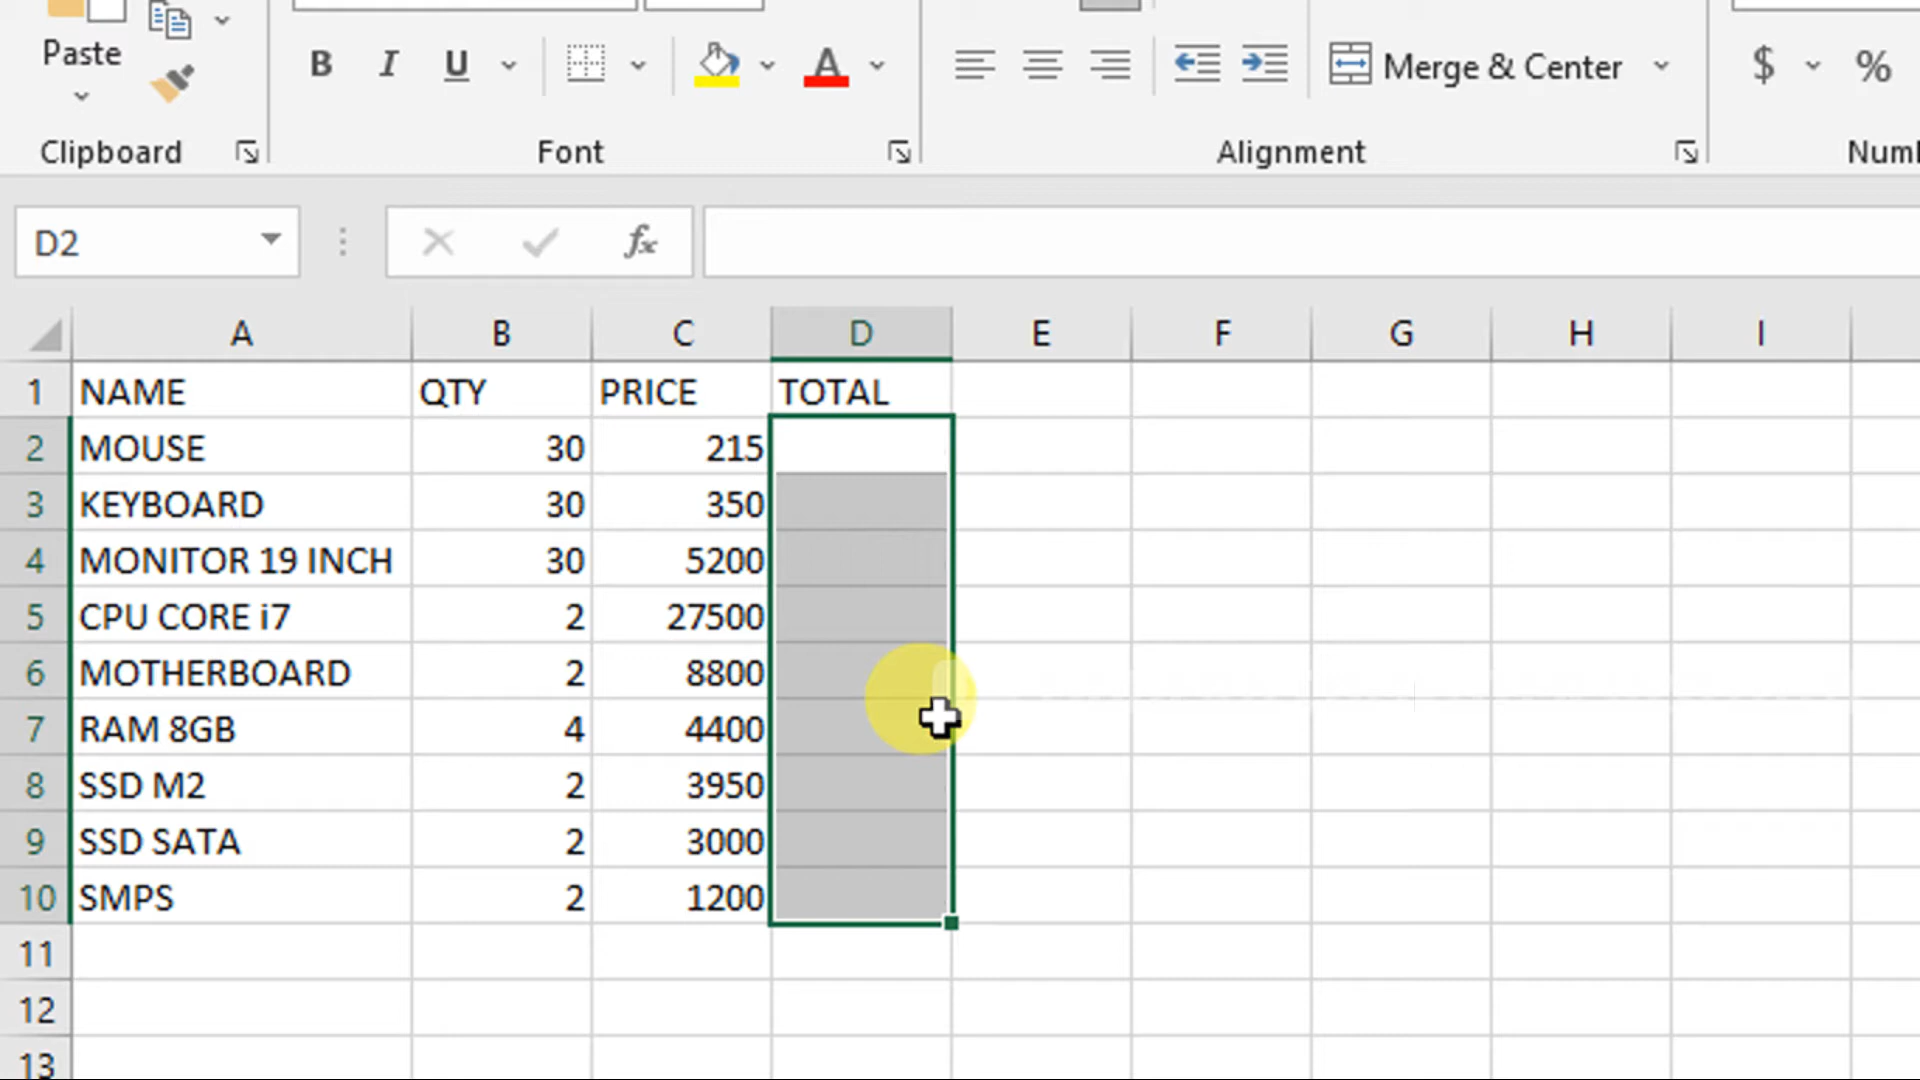 Paste
B I U A Merge & Center $ %
Clipboard Font Alignment
D2 fx
A B C D E F G H I
1 NAME QTY PRICE TOTAL
2 MOUSE 30 215
3 KEYBOARD 30 350
4 MONITOR 19 INCH 30 5200
5 CPU CORE i7 2 27500
6 MOTHERBOARD 2 8800
7 RAM 8GB 4 4400
8 SSD M2 2 3950
9 SSD SATA 2 3000
10 SMPS 2 1200
11
12
13